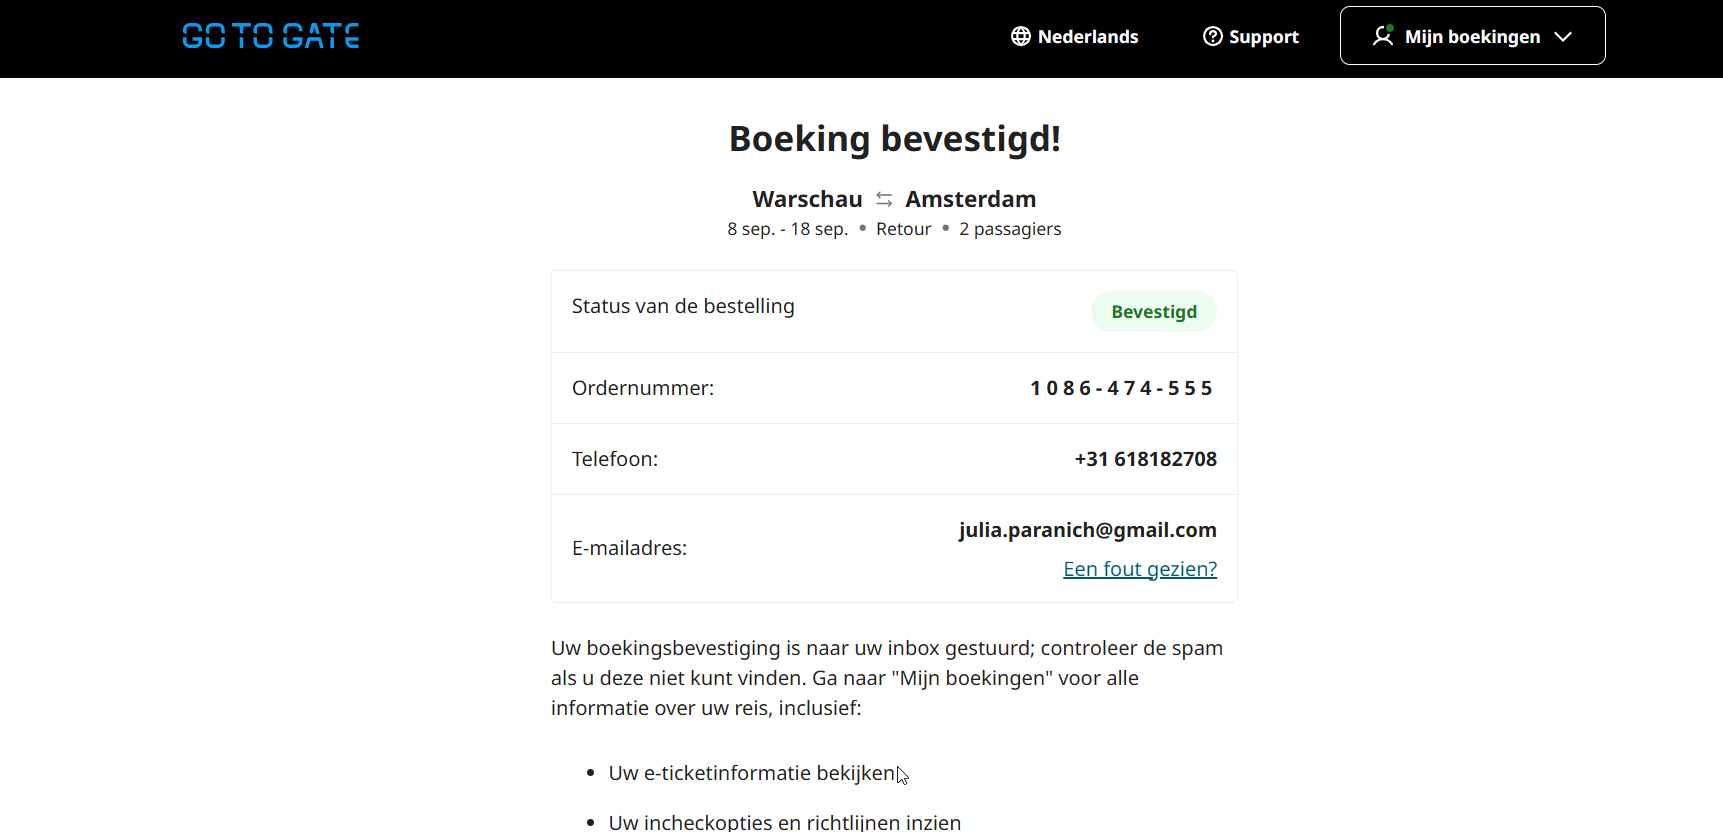 GO TO GATE
Nederlands
Support
Mijn boekingen
Boeking bevestigd!
Warschau ⇆ Amsterdam
8 sep. - 18 sep. • Retour • 2 passagiers
Status van de bestelling
Bevestigd
Ordernummer:
1086-474-555
Telefoon:
+31 618182708
E-mailadres:
julia.paranich@gmail.com
Een fout gezien?
Uw boekingsbevestiging is naar uw inbox gestuurd; controleer de spam
als u deze niet kunt vinden. Ga naar "Mijn boekingen" voor alle
informatie over uw reis, inclusief:
• Uw e-ticketinformatie bekijken
• Uw incheckopties en richtlijnen inzien